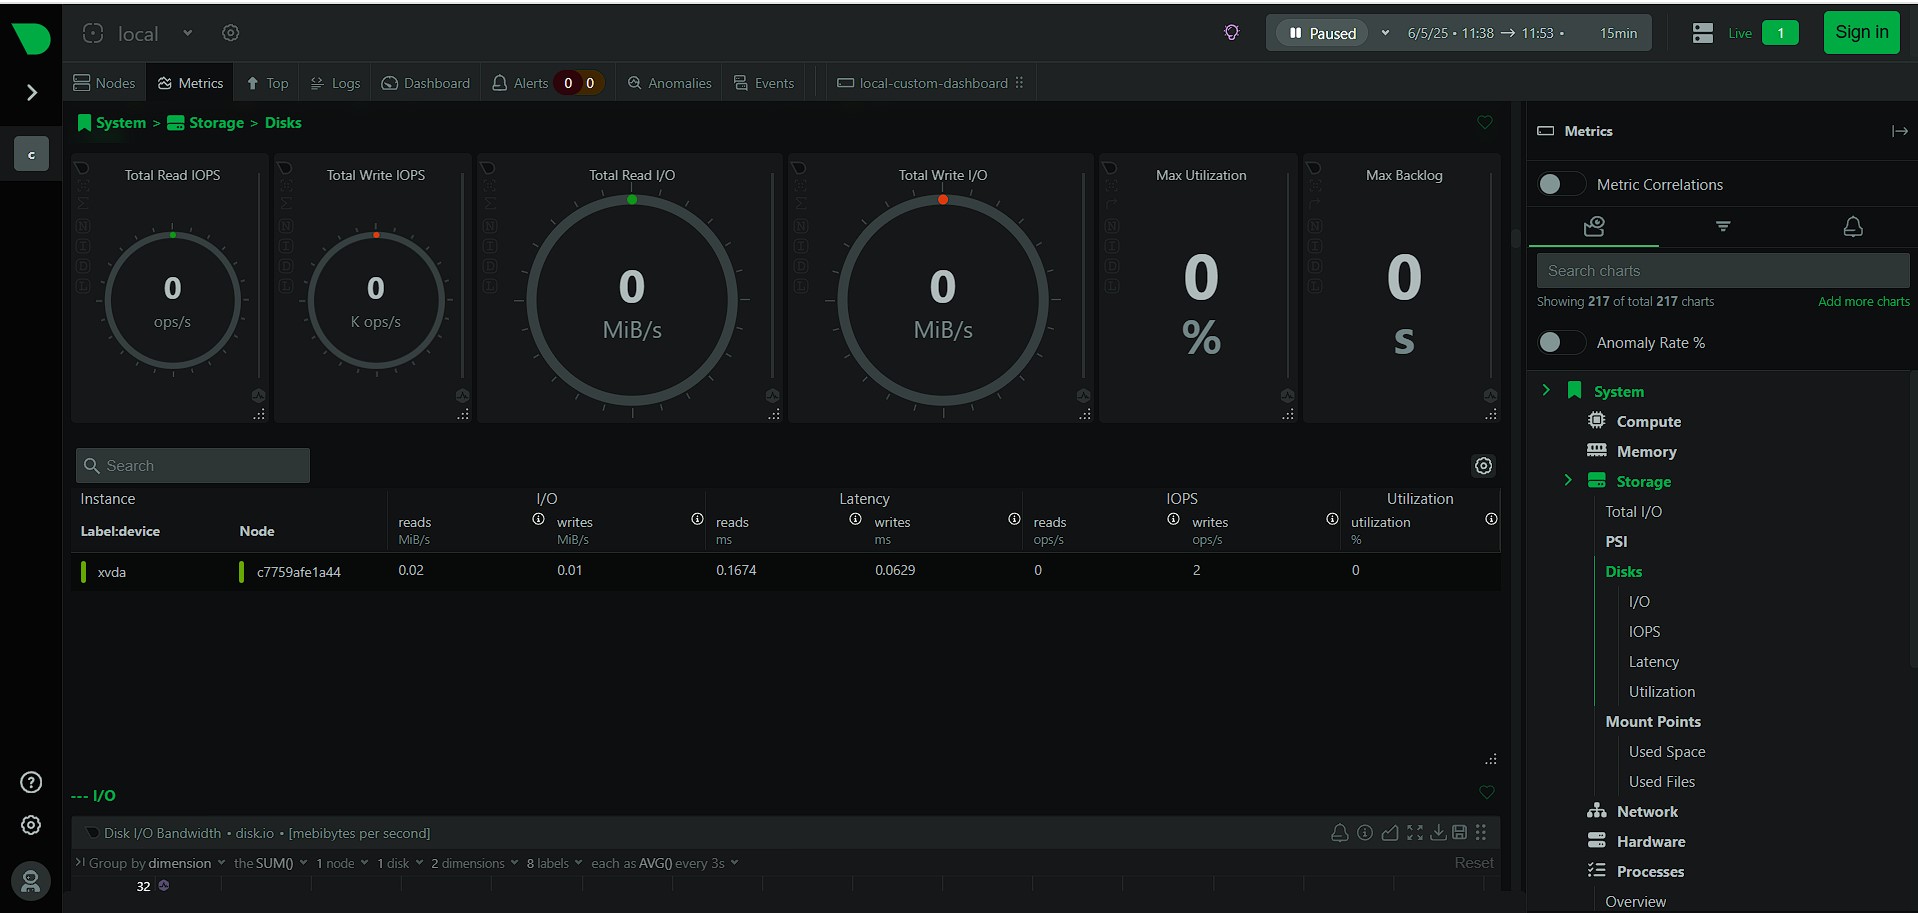 local
Paused
6/5/25 • 11:38 → 11:53 •
15min
Live
1
Sign in
Nodes
Metrics
Top
Logs
Dashboard
Alerts 0 0
Anomalies
Events
local-custom-dashboard
c
System > Storage > Disks
Total Read IOPS
0
ops/s
Total Write IOPS
0
K ops/s
Total Read I/O
0
MiB/s
Total Write I/O
0
MiB/s
Max Utilization
0
%
Max Backlog
0
s
Search
Instance I/O Latency IOPS Utilization
Label:device Node reads writes reads writes reads writes utilization
MiB/s MiB/s ms ms ops/s ops/s %
xvda c7759afe1a44 0.02 0.01 0.1674 0.0629 0 2 0
--- I/O
Disk I/O Bandwidth • disk.io • [mebibytes per second]
Group by dimension the SUM() 1 node 1 disk 2 dimensions 8 labels each as AVG() every 3s Reset
32
Metrics
Metric Correlations
Search charts
Showing 217 of total 217 charts
Add more charts
Anomaly Rate %
System
Compute
Memory
Storage
Total I/O
PSI
Disks
I/O
IOPS
Latency
Utilization
Mount Points
Used Space
Used Files
Network
Hardware
Processes
Overview